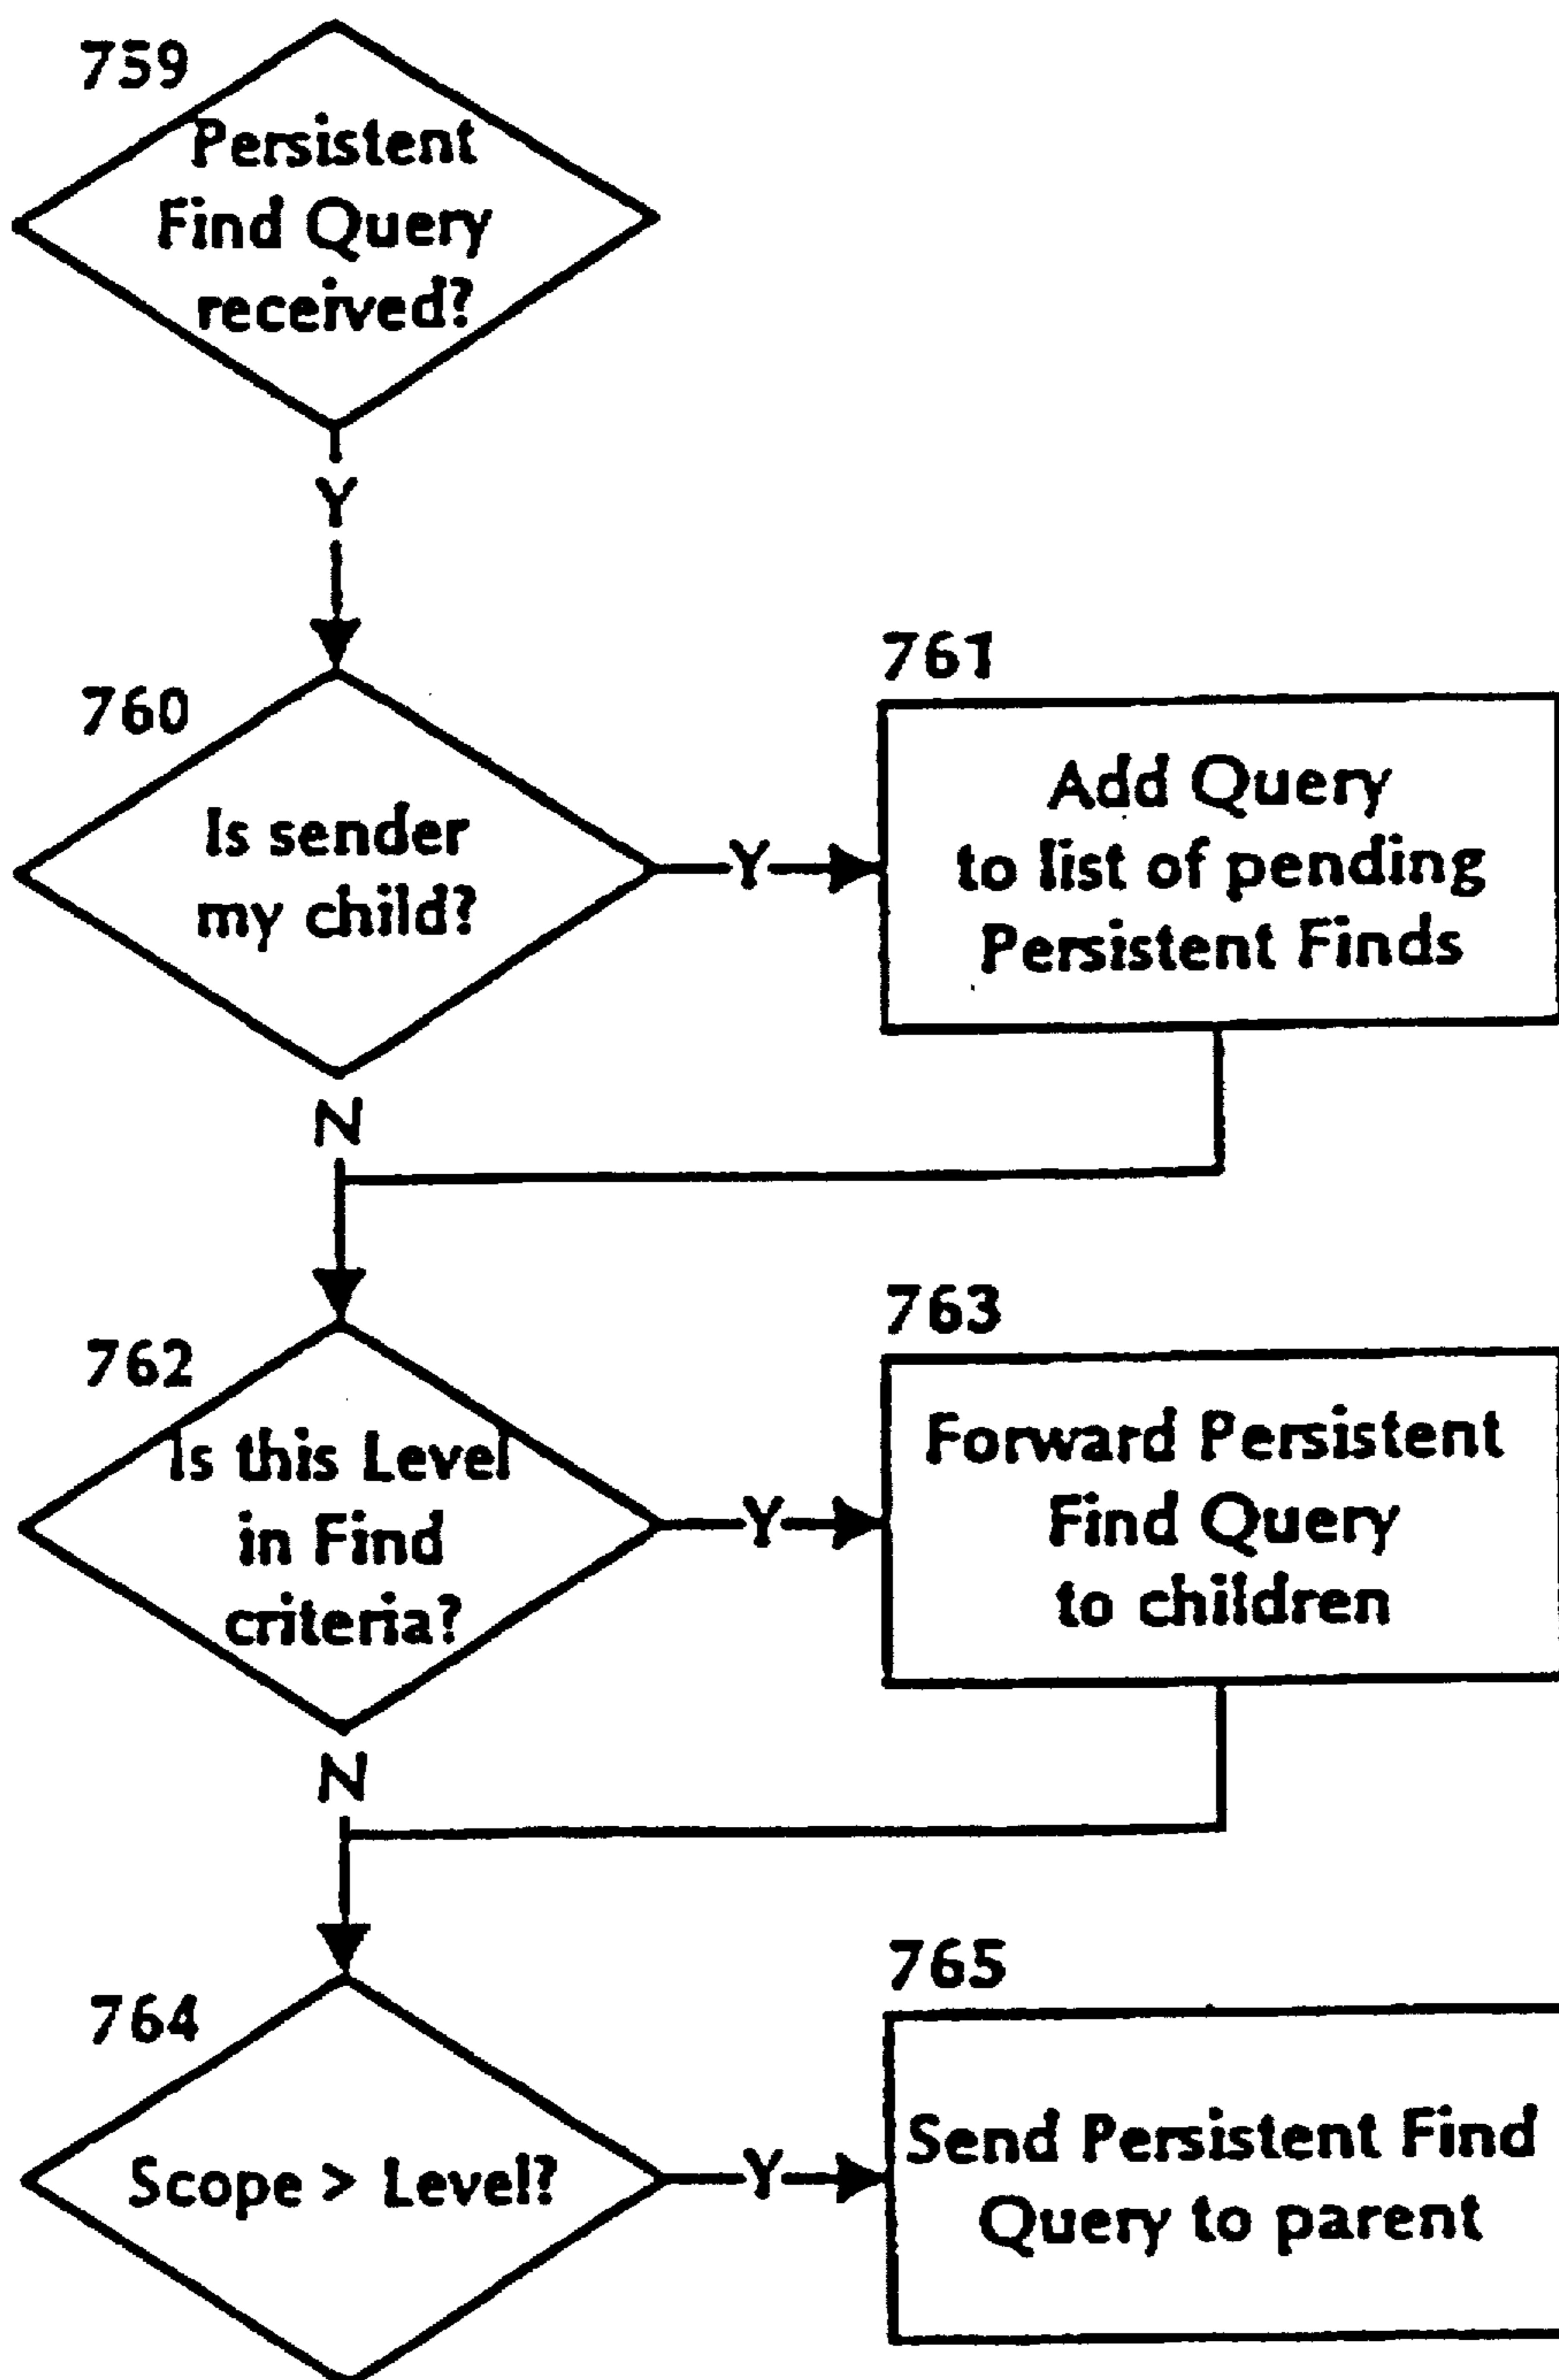 759
Persistent
Find Query
received?
Y
760
Is sender
my child?
Y
761
Add Query
to list of pending
Persistent Finds
N
762
Is this Level
in Find
criteria?
Y
763
Forward Persistent
Find Query
to children
N
764
Scope > Level?
Y
765
Send Persistent Find
Query to parent